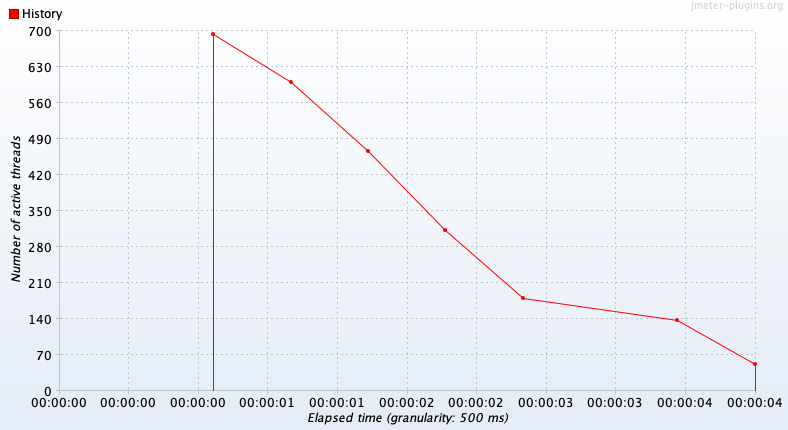 jmeter-plugins.org
History
700
630
560
490
420
350
280
210
140
70
0
Number of active threads
00:00:00 00:00:00 00:00:00 00:00:01 00:00:01 00:00:02 00:00:02 00:00:03 00:00:03 00:00:04 00:00:04
Elapsed time (granularity: 500 ms)